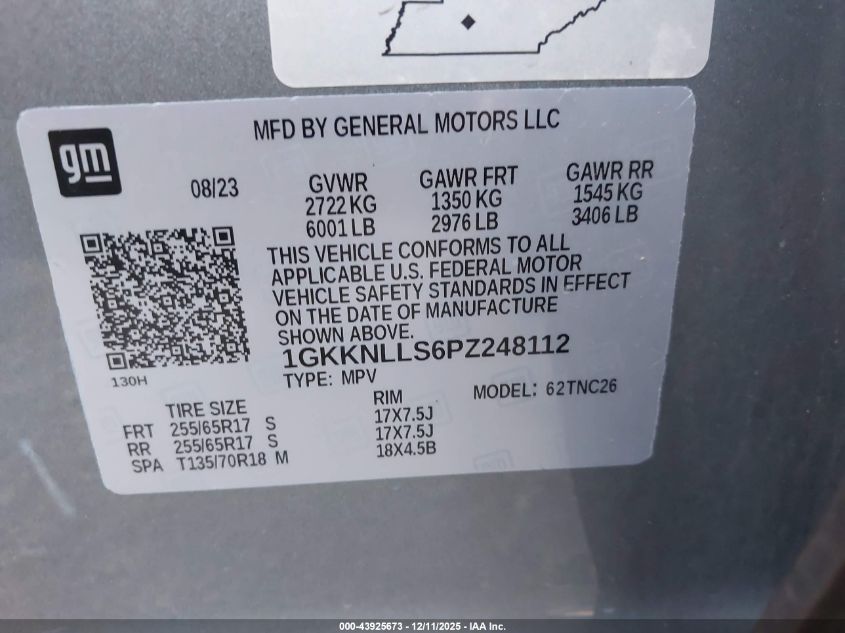 MFD BY GENERAL MOTORS LLC
gm
08/23
GVWR
2722 KG
6001 LB
GAWR FRT
1350 KG
2976 LB
GAWR RR
1545 KG
3406 LB
THIS VEHICLE CONFORMS TO ALL
APPLICABLE U.S. FEDERAL MOTOR
VEHICLE SAFETY STANDARDS IN EFFECT
ON THE DATE OF MANUFACTURE
SHOWN ABOVE.
1GKKNLLS6PZ248112
130H
TYPE: MPV
MODEL: 62TNC26
TIRE SIZE RIM
FRT 255/65R17 S 17X7.5J
RR 255/65R17 S 17X7.5J
SPA T135/70R18 M 18X4.5B
000-43925673 - 12/11/2025 - IAA Inc.